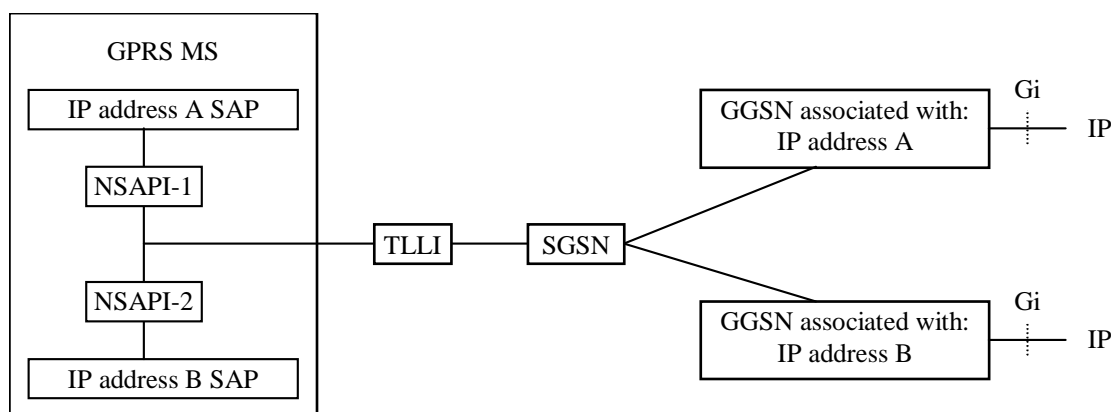 GPRS MS
IP address A SAP
NSAPI-1
NSAPI-2
IP address B SAP
TLLI
SGSN
GGSN associated with:
IP address A
Gi
IP
GGSN associated with:
IP address B
Gi
IP